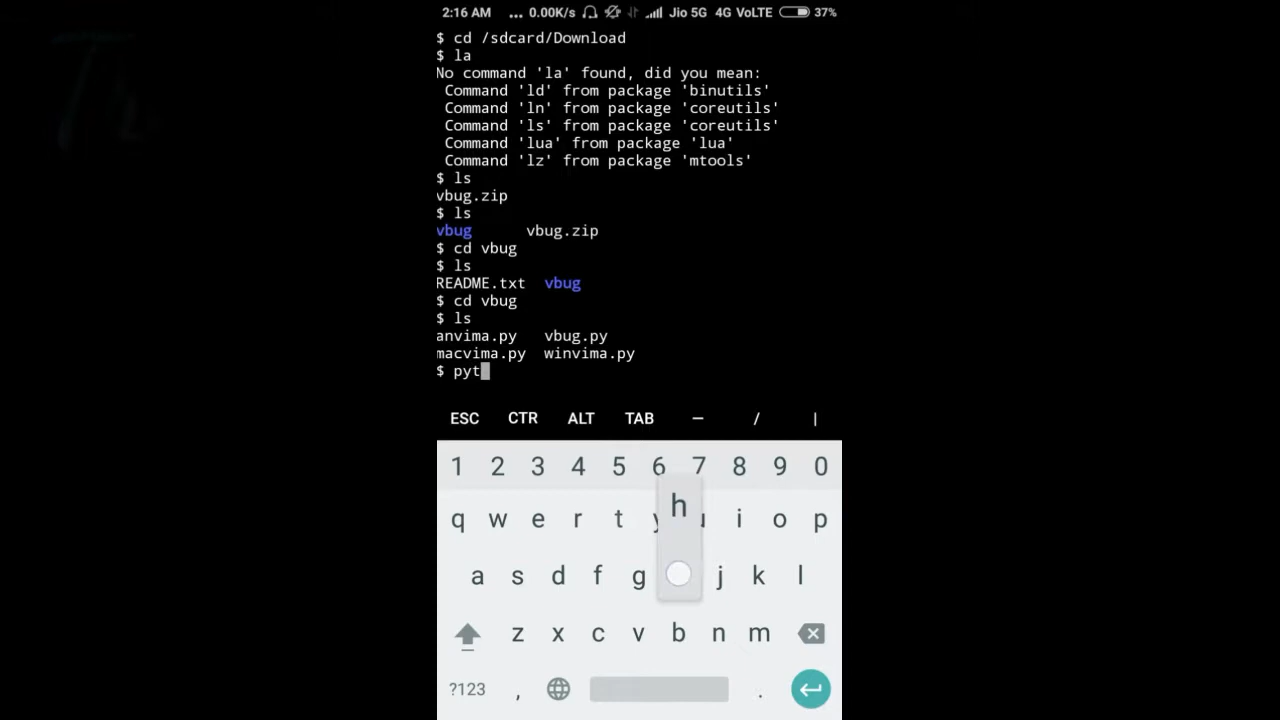 2:16 AM ... 0.00K/s Jio 5G 4G VoLTE 37%
$ cd /sdcard/Download
$ la
No command 'la' found, did you mean:
Command 'ld' from package 'binutils'
Command 'ln' from package 'coreutils'
Command 'ls' from package 'coreutils'
Command 'lua' from package 'lua'
Command 'lz' from package 'mtools'
$ ls
vbug.zip
$ ls
vbug vbug.zip
$ cd vbug
$ ls
README.txt vbug
$ cd vbug
$ ls
anvima.py vbug.py
macvima.py winvima.py
$ pyt
ESC CTR ALT TAB — / |
1 2 3 4 5 6 7 8 9 0
h
q w e r t y u i o p
a s d f g j k l
z x c v b n m
?123 , .